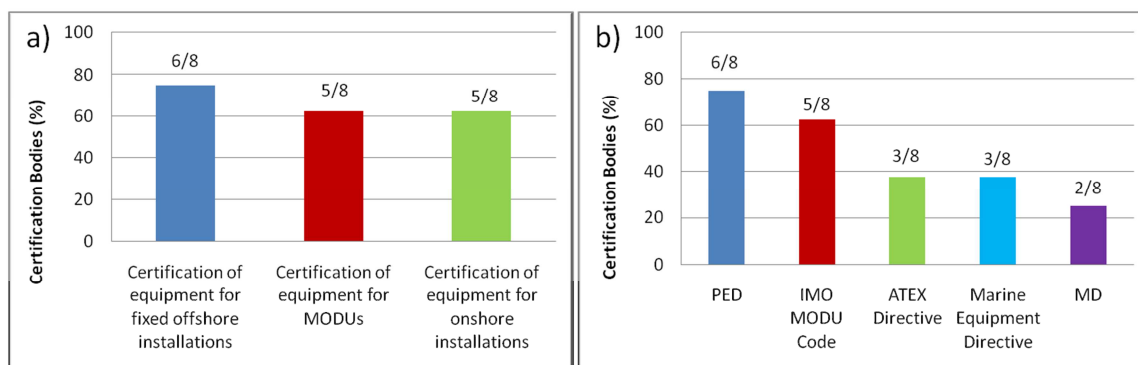 a)
Certification Bodies (%)
100
80
60
40
20
0
6/8
5/8
5/8
Certification of
equipment for
fixed offshore
installations
Certification of
equipment for
MODUs
Certification of
equipment for
onshore
installations
b)
Certification Bodies (%)
100
80
60
40
20
0
6/8
5/8
3/8
3/8
2/8
PED
IMO
MODU
Code
ATEX
Directive
Marine
Equipment
Directive
MD